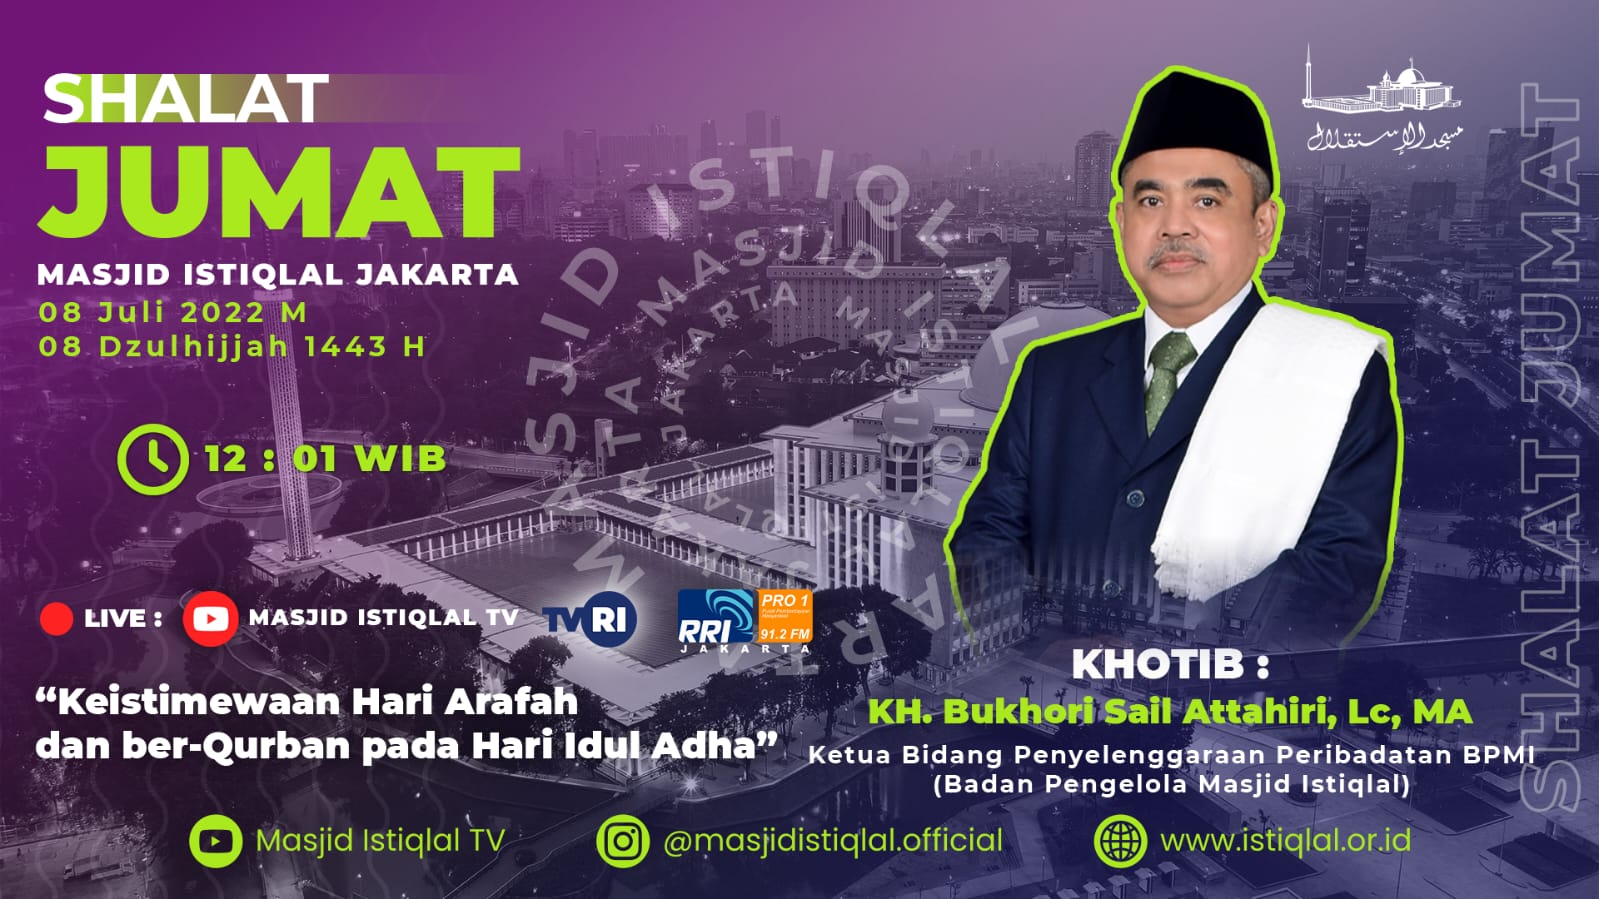 SHALAT
JUMAT
MASJID ISTIQLAL JAKARTA
08 Juli 2022 M
08 Dzulhijjah 1443 H
12 : 01 WIB
LIVE :
MASJID ISTIQLAL TV
TVRI
RRI
JAKARTA
PRO 1
91.2 FM
“Keistimewaan Hari Arafah
dan ber-Qurban pada Hari Idul Adha”
مسجد الإستقلال
KHOTIB :
KH. Bukhori Sail Attahiri, Lc, MA
Ketua Bidang Penyelenggaraan Peribadatan BPMI
(Badan Pengelola Masjid Istiqlal)
SHALAT JUMAT
MASJID ISTIQLAL JAKARTA
Masjid Istiqlal TV
@masjidistiqlal.official
www.istiqlal.or.id